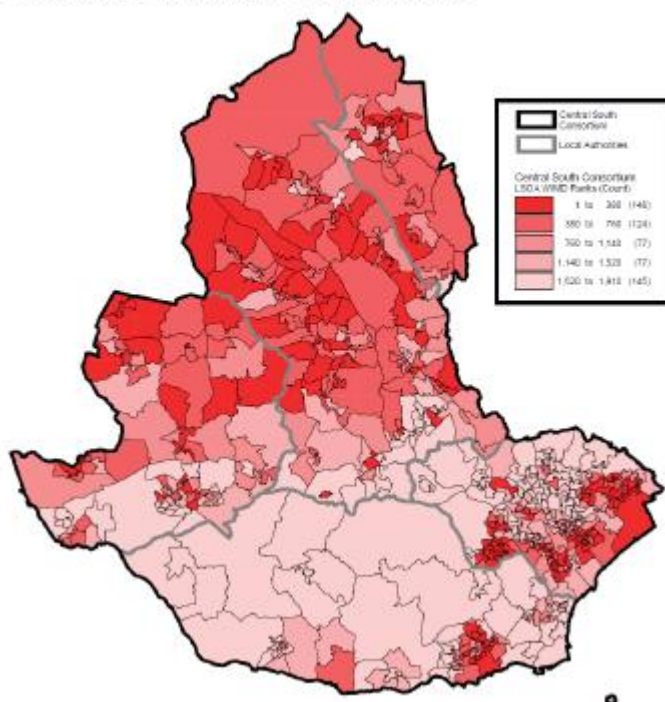 Central South
Consortium
Local Authorities
Central South Consortium
LSOA WIMD Ranks (Count)
1 to 380 (146)
380 to 760 (124)
760 to 1,140 (77)
1,140 to 1,520 (77)
1,520 to 1,910 (145)